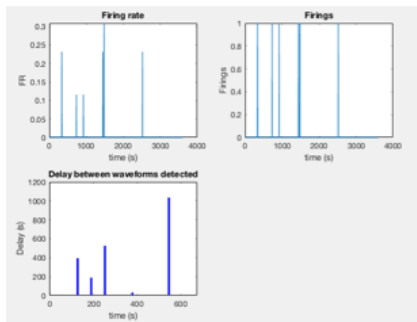 Firing rate
0.3
0.25
0.2
0.15
0.1
0.05
0
FR
0 1000 2000 3000 4000
time (s)
Firings
1
0.8
0.6
0.4
0.2
0
Firings
0 1000 2000 3000 4000
time (s)
Delay between waveforms detected
1200
1000
800
600
400
200
0
Delay (s)
0 200 400 600
time (s)